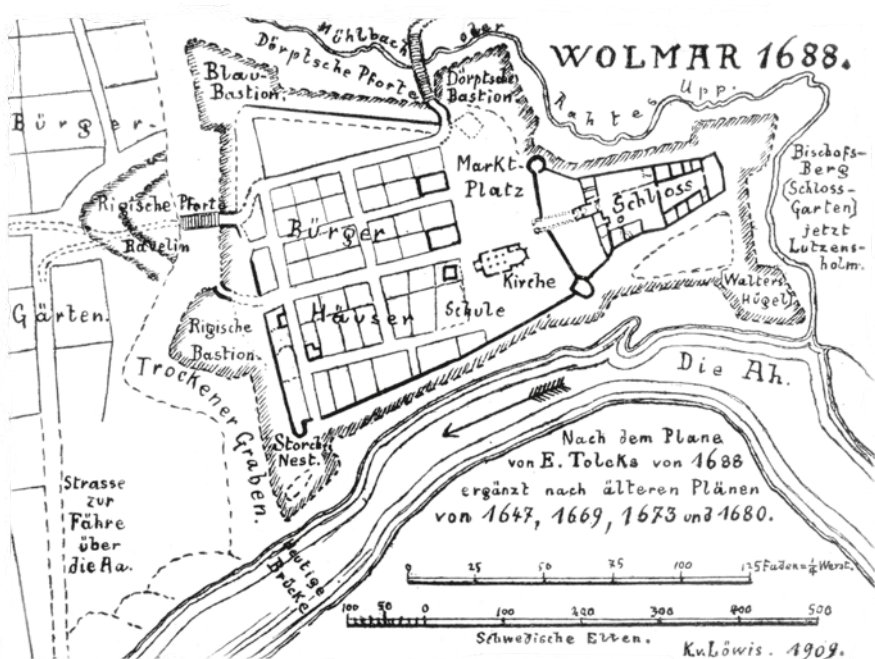 WOLMAR 1688.
Mühlbach oder
Rahtes Upp.
Dörptsche Pforte
Blau-
Bastion.
Dörptsche
Bastion.
Bürger-
Gärten.
Rigische Pforte
Ravelin
Markt-
Platz
Schloss
Bischofs-
Berg
(Schloss-
Garten)
jetzt
Lutzens-
holm.
Bürger
Häuser
Kirche
Schule
Walters
Hügel
Rigische
Bastion.
Trockener Graben.
Storch-
Nest.
Die Ah.
Strasse
zur
Fähre
über
die Aa.
heutige
Brücke
Nach dem Plane
von E. Tolcks von 1688
ergänzt nach älteren Plänen
von 1647, 1669, 1673 und 1680.
0 25 50 75 100 125 Faden=¼ Werst.
100 50 0 100 200 300 400 500
Schwedische Ellen.
K.v.Löwis. 1909.